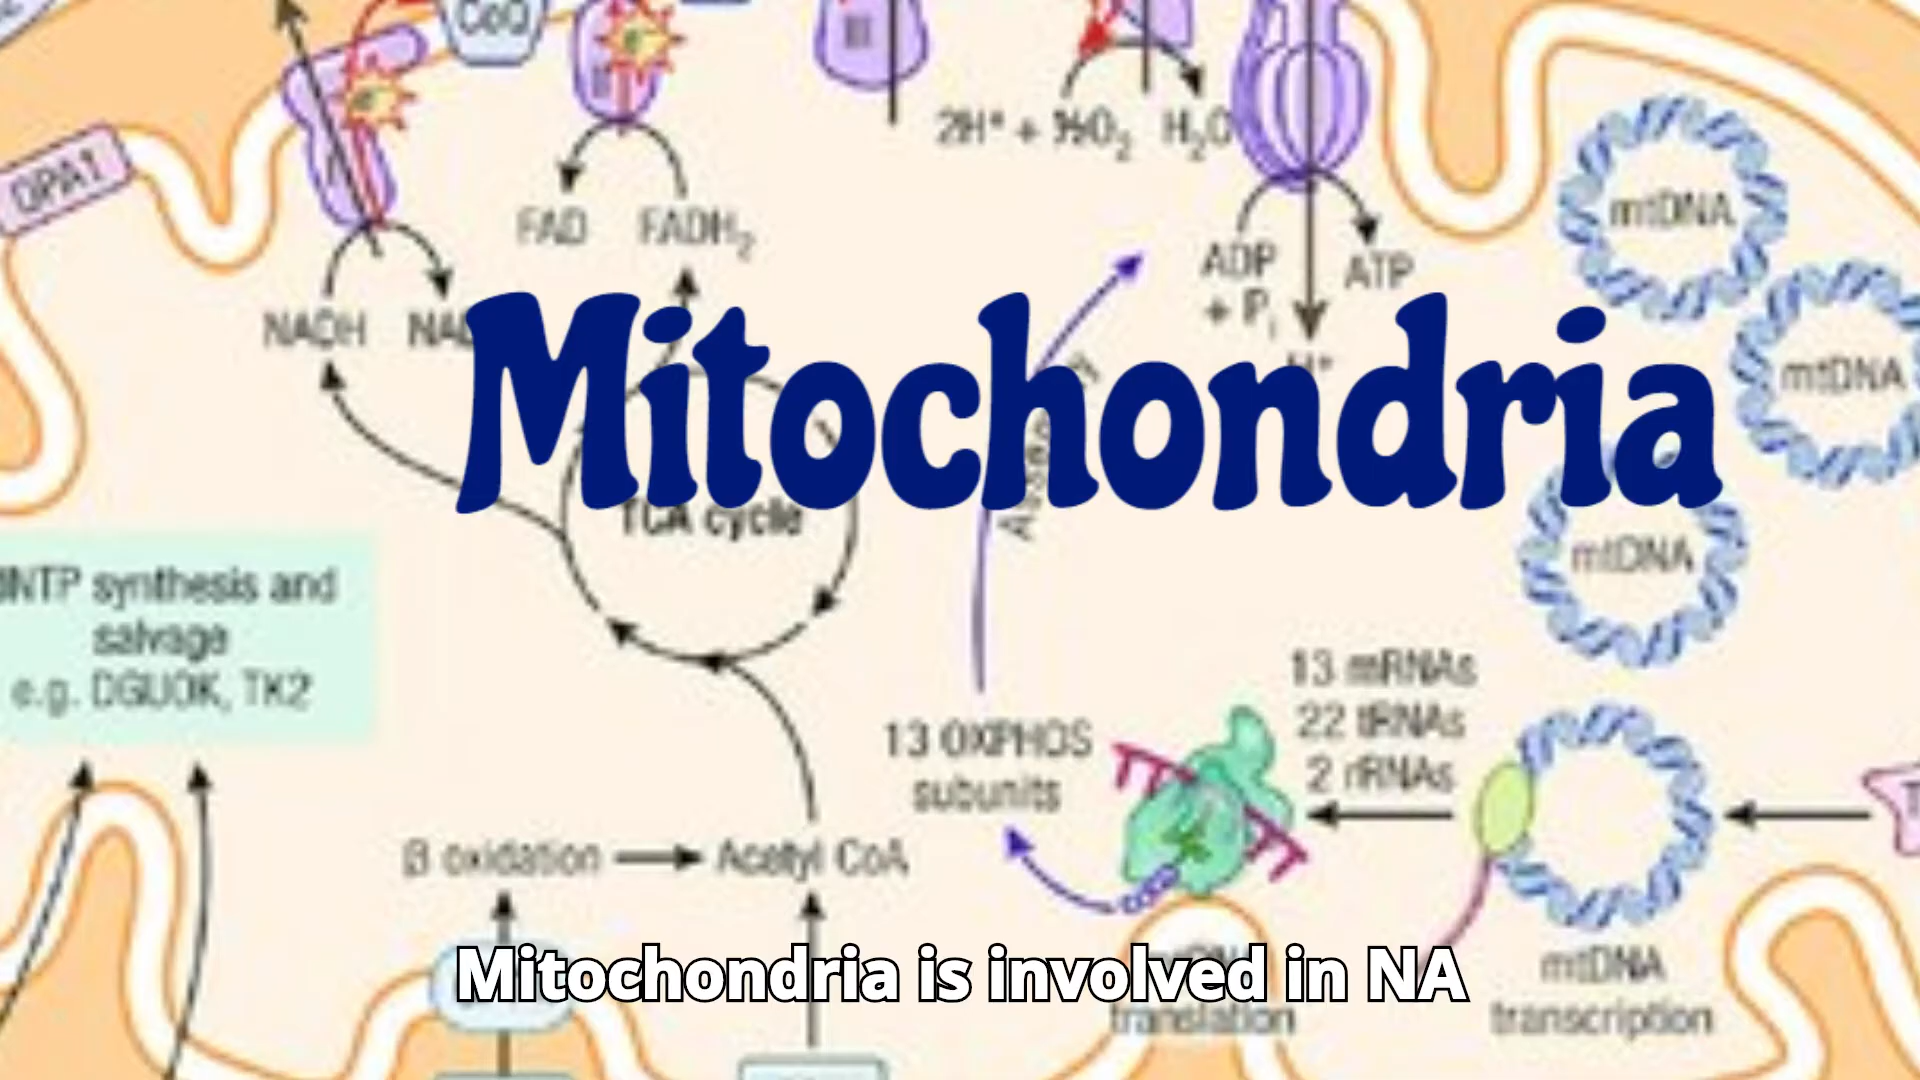 CoQ
III
2H⁺ + ½O₂ H₂O
OPA1
mtDNA
FAD FADH₂
ADP
+ Pᵢ
ATP
NADH
mtDNA
H⁺
Mitochondria
TCA cycle
mtDNA
synthesis and
salvage
e.g. DGUOK, TK2
13 mRNAs
22 tRNAs
2 rRNAs
13 OXPHOS
subunits
β oxidation
Acetyl CoA
Mitochondria is involved in NA
mtDNA
transcription
translation